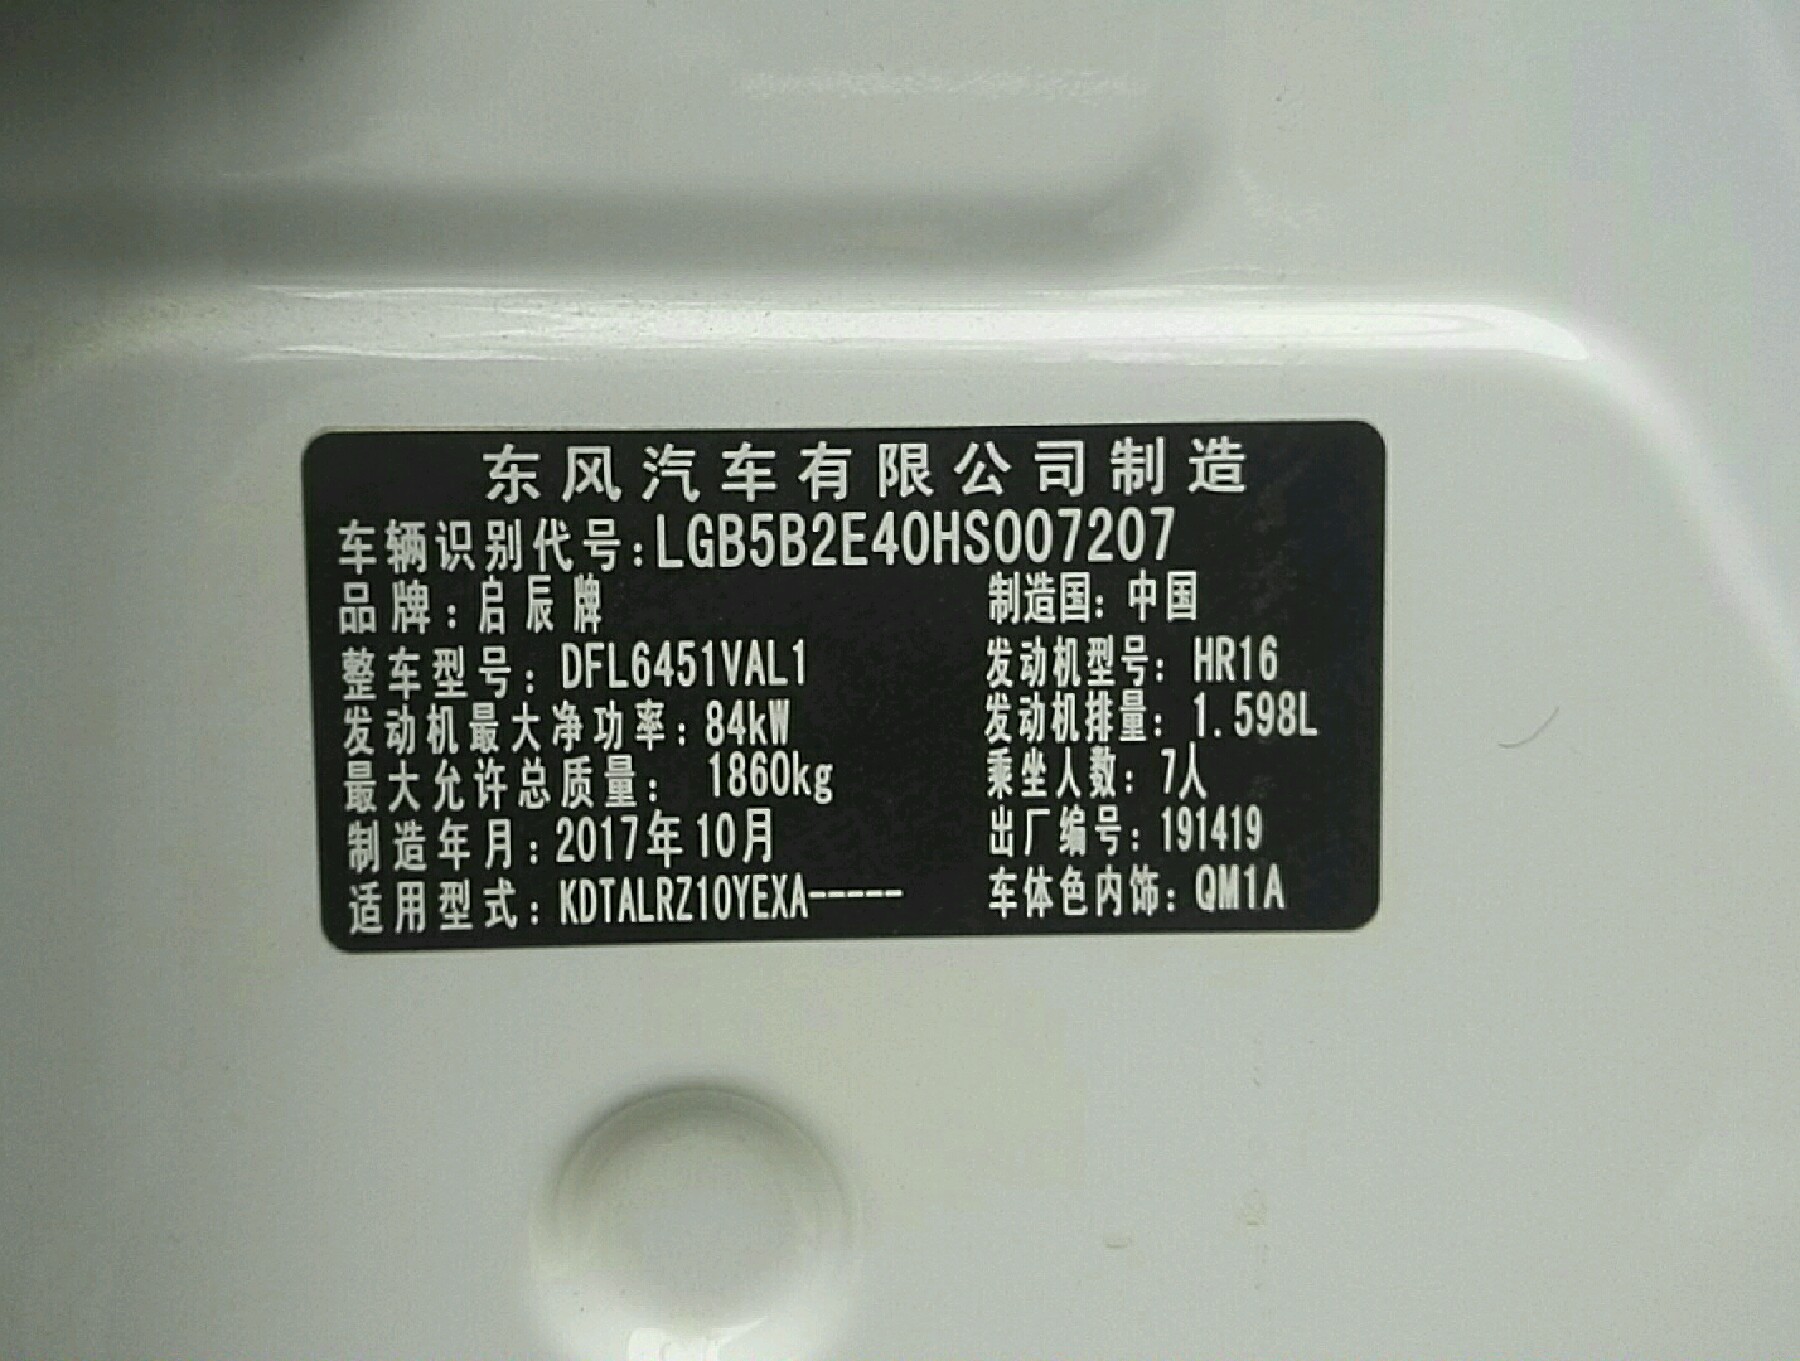 东风汽车有限公司制造
车辆识别代号:LGB5B2E40HS007207
品牌:启辰牌 制造国:中国
整车型号:DFL6451VAL1 发动机型号:HR16
发动机最大净功率:84kW 发动机排量:1.598L
最大允许总质量: 1860kg 乘坐人数:7人
制造年月:2017年10月 出厂编号:191419
适用型式:KDTALRZ10YEXA----- 车体色内饰:QM1A